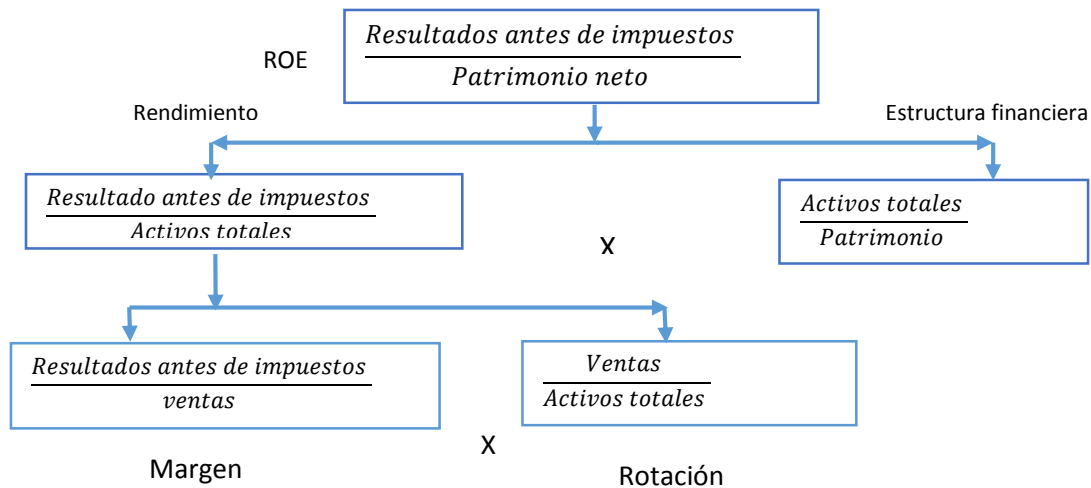 ROE
Resultados antes de impuestos
Patrimonio neto
Rendimiento
Estructura financiera
Resultado antes de impuestos
Activos totales
X
Activos totales
Patrimonio
Resultados antes de impuestos
ventas
X
Ventas
Activos totales
Margen
Rotación